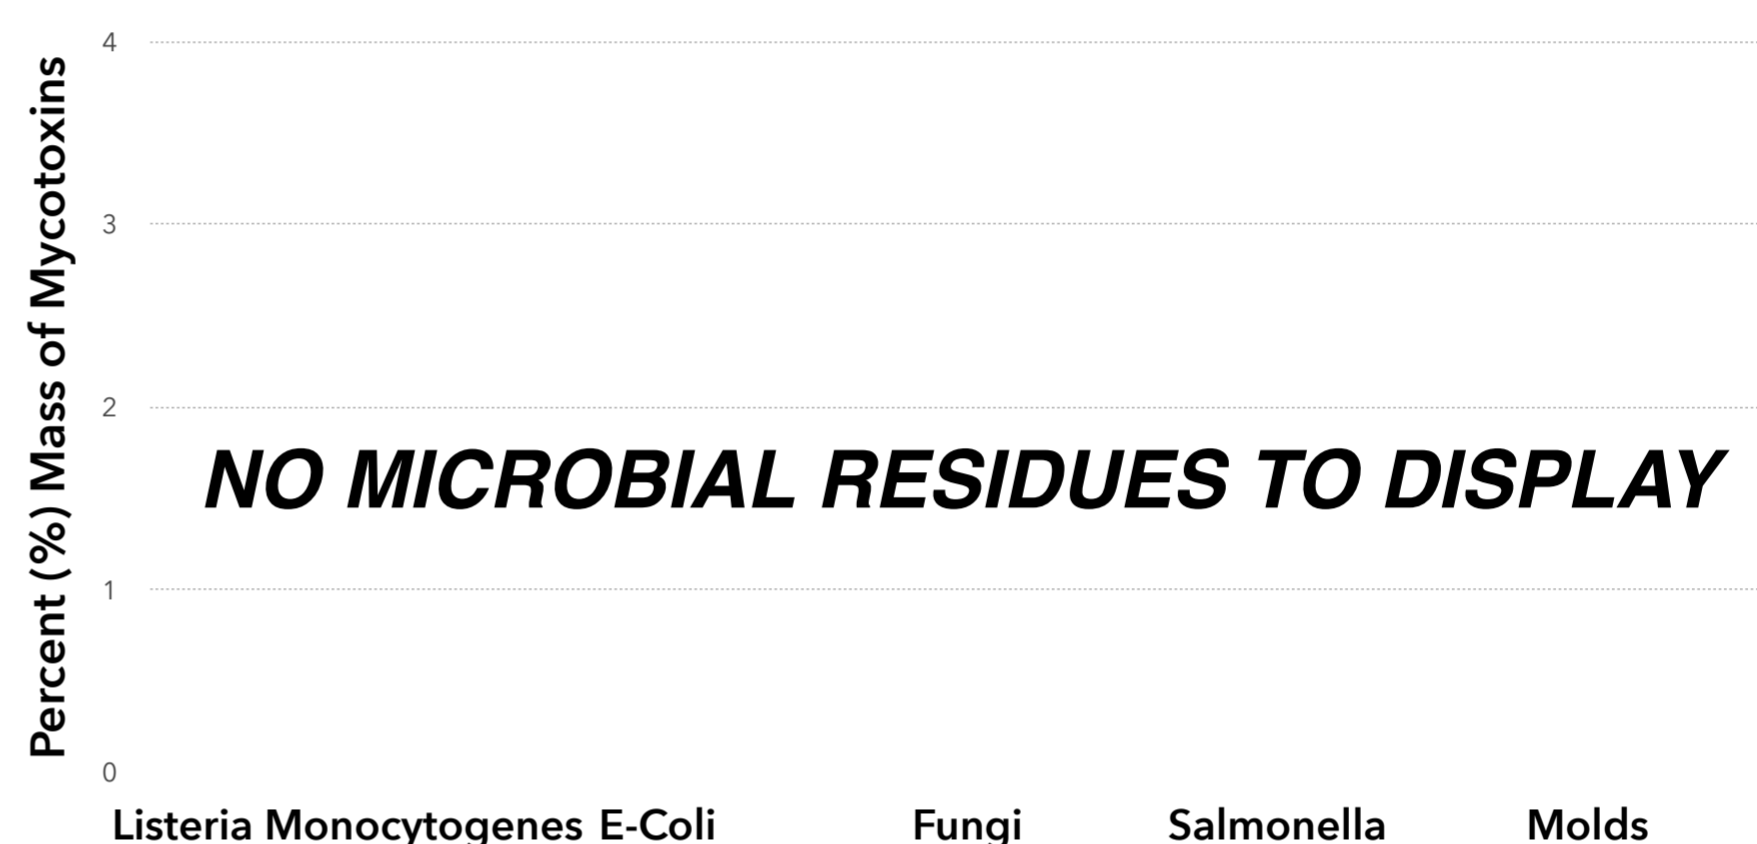 Percent (%) Mass of Mycotoxins
4
3
2
NO MICROBIAL RESIDUES TO DISPLAY
1
0
Listeria Monocytogenes E-Coli Fungi Salmonella Molds